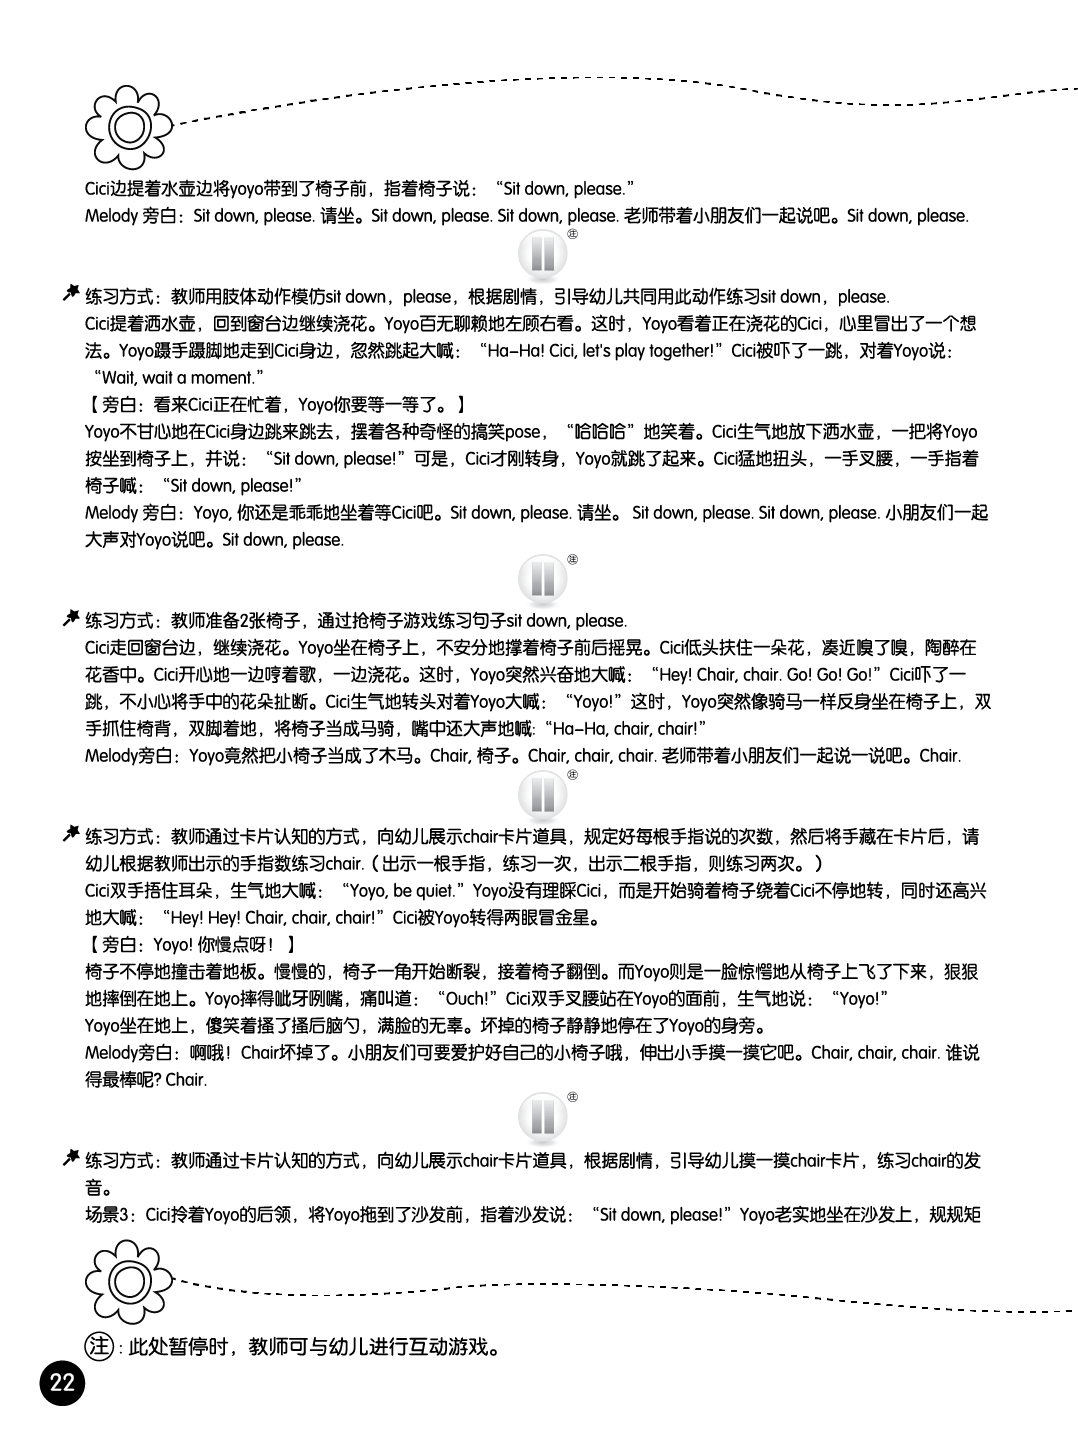 Cici边提着水壶边将yoyo带到了椅子前，指着椅子说：“Sit down, please.”
Melody 旁白：Sit down, please. 请坐。Sit down, please. Sit down, please. 老师带着小朋友们一起说吧。Sit down, please.
注
练习方式：教师用肢体动作模仿sit down，please，根据剧情，引导幼儿共同用此动作练习sit down，please.
Cici提着洒水壶，回到窗台边继续浇花。Yoyo百无聊赖地左顾右看。这时，Yoyo看着正在浇花的Cici，心里冒出了一个想
法。Yoyo蹑手蹑脚地走到Cici身边，忽然跳起大喊：“Ha-Ha! Cici, let's play together!”Cici被吓了一跳，对着Yoyo说：
“Wait, wait a moment.”
【旁白：看来Cici正在忙着，Yoyo你要等一等了。】
Yoyo不甘心地在Cici身边跳来跳去，摆着各种奇怪的搞笑pose，“哈哈哈”地笑着。Cici生气地放下洒水壶，一把将Yoyo
按坐到椅子上，并说：“Sit down, please!”可是，Cici才刚转身，Yoyo就跳了起来。Cici猛地扭头，一手叉腰，一手指着
椅子喊：“Sit down, please!”
Melody 旁白：Yoyo, 你还是乖乖地坐着等Cici吧。Sit down, please. 请坐。 Sit down, please. Sit down, please. 小朋友们一起
大声对Yoyo说吧。Sit down, please.
注
练习方式：教师准备2张椅子，通过抢椅子游戏练习句子sit down, please.
Cici走回窗台边，继续浇花。Yoyo坐在椅子上，不安分地撑着椅子前后摇晃。Cici低头扶住一朵花，凑近嗅了嗅，陶醉在
花香中。Cici开心地一边哼着歌，一边浇花。这时，Yoyo突然兴奋地大喊：“Hey! Chair, chair. Go! Go! Go!”Cici吓了一
跳，不小心将手中的花朵扯断。Cici生气地转头对着Yoyo大喊：“Yoyo!”这时，Yoyo突然像骑马一样反身坐在椅子上，双
手抓住椅背，双脚着地，将椅子当成马骑，嘴中还大声地喊:“Ha-Ha, chair, chair!”
Melody旁白：Yoyo竟然把小椅子当成了木马。Chair, 椅子。Chair, chair, chair. 老师带着小朋友们一起说一说吧。Chair.
注
练习方式：教师通过卡片认知的方式，向幼儿展示chair卡片道具，规定好每根手指说的次数，然后将手藏在卡片后，请
幼儿根据教师出示的手指数练习chair.（出示一根手指，练习一次，出示二根手指，则练习两次。）
Cici双手捂住耳朵，生气地大喊：“Yoyo, be quiet.”Yoyo没有理睬Cici，而是开始骑着椅子绕着Cici不停地转，同时还高兴
地大喊：“Hey! Hey! Chair, chair, chair!”Cici被Yoyo转得两眼冒金星。
【旁白：Yoyo! 你慢点呀！】
椅子不停地撞击着地板。慢慢的，椅子一角开始断裂，接着椅子翻倒。而Yoyo则是一脸惊愕地从椅子上飞了下来，狠狠
地摔倒在地上。Yoyo摔得呲牙咧嘴，痛叫道：“Ouch!”Cici双手叉腰站在Yoyo的面前，生气地说：“Yoyo!”
Yoyo坐在地上，傻笑着搔了搔后脑勺，满脸的无辜。坏掉的椅子静静地停在了Yoyo的身旁。
Melody旁白：啊哦！Chair坏掉了。小朋友们可要爱护好自己的小椅子哦，伸出小手摸一摸它吧。Chair, chair, chair. 谁说
得最棒呢? Chair.
注
练习方式：教师通过卡片认知的方式，向幼儿展示chair卡片道具，根据剧情，引导幼儿摸一摸chair卡片，练习chair的发
音。
场景3：Cici拎着Yoyo的后领，将Yoyo拖到了沙发前，指着沙发说：“Sit down, please!”Yoyo老实地坐在沙发上，规规矩
注：此处暂停时，教师可与幼儿进行互动游戏。
22